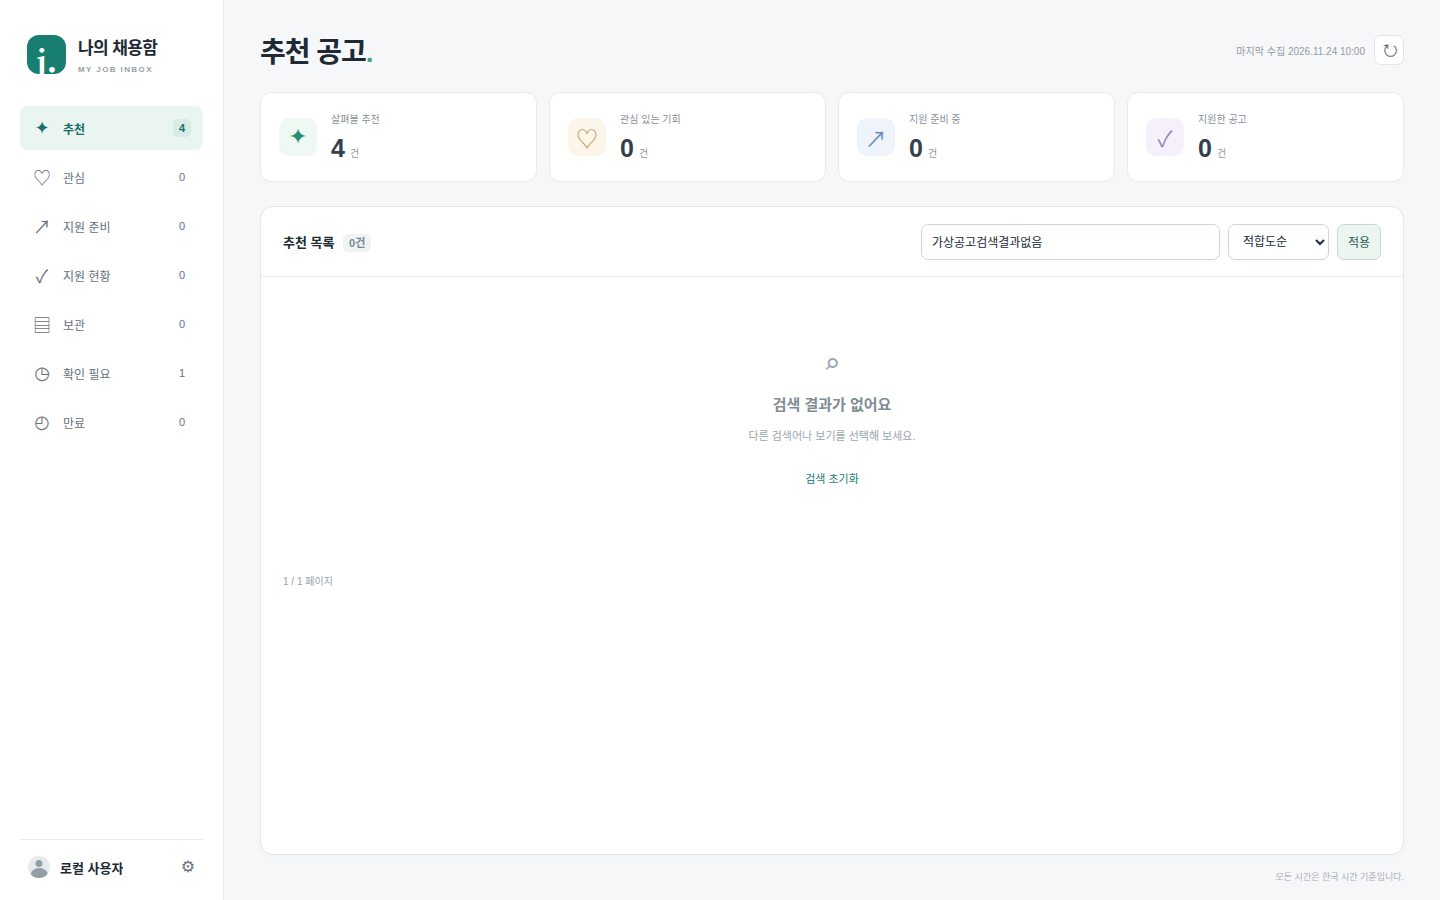 i.
나의 채용함
MY JOB INBOX
추천 4
관심 0
지원 준비 0
지원 현황 0
보관 0
확인 필요 1
만료 0
로컬 사용자
추천 공고.
마지막 수집 2026.11.24 10:00
살펴볼 추천
4 건
관심 있는 기회
0 건
지원 준비 중
0 건
지원한 공고
0 건
추천 목록 0건
가상공고검색결과없음
적합도순
적용
검색 결과가 없어요
다른 검색어나 보기를 선택해 보세요.
검색 초기화
1 / 1 페이지
모든 시간은 한국 시간 기준입니다.